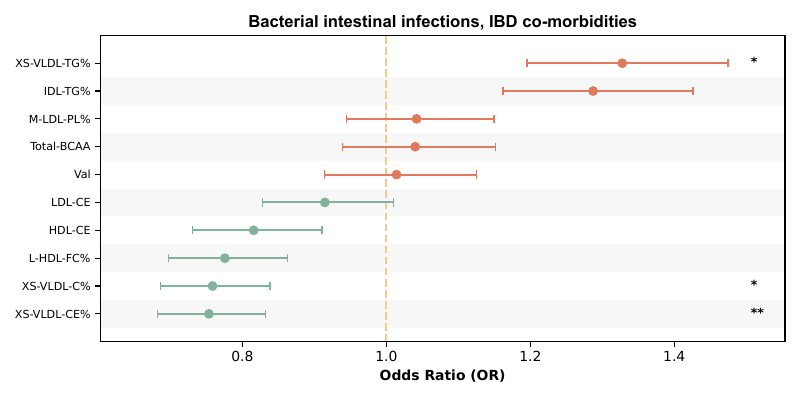 Bacterial intestinal infections, IBD co-morbidities
XS-VLDL-TG% *
IDL-TG%
M-LDL-PL%
Total-BCAA
Val
LDL-CE
HDL-CE
L-HDL-FC%
XS-VLDL-C% *
XS-VLDL-CE% **
0.8 1.0 1.2 1.4
Odds Ratio (OR)